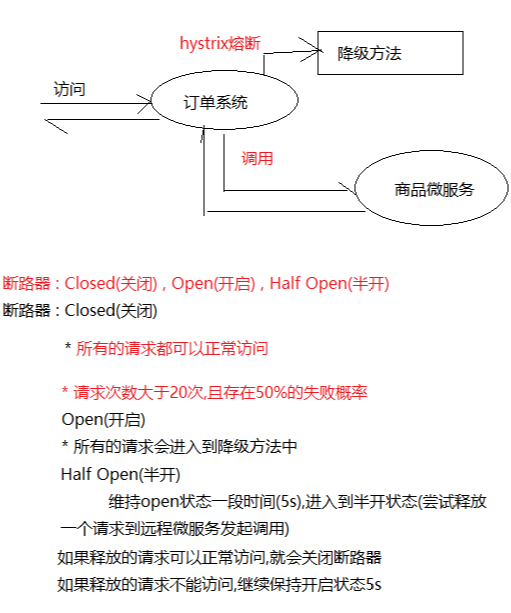 hystrix熔断
降级方法
访问
订单系统
调用
商品微服务
断路器：Closed(关闭)，Open(开启)，Half Open(半开)
断路器：Closed(关闭)
* 所有的请求都可以正常访问
* 请求次数大于20次,且存在50%的失败概率
Open(开启)
* 所有的请求会进入到降级方法中
Half Open(半开)
维持open状态一段时间(5s),进入到半开状态(尝试释放
一个请求到远程微服务发起调用)
如果释放的请求可以正常访问,就会关闭断路器
如果释放的请求不能访问,继续保持开启状态5s